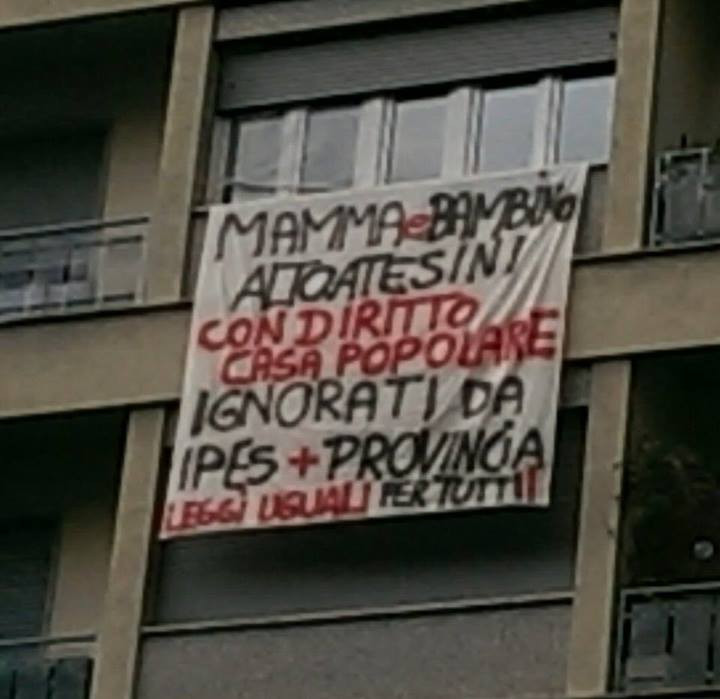 MAMMA e BAMBINO
ALTOATESINI
CON DIRITTO
CASA POPOLARE
IGNORATI DA
IPES + PROVINCIA
LEGGI UGUALI PER TUTTI!